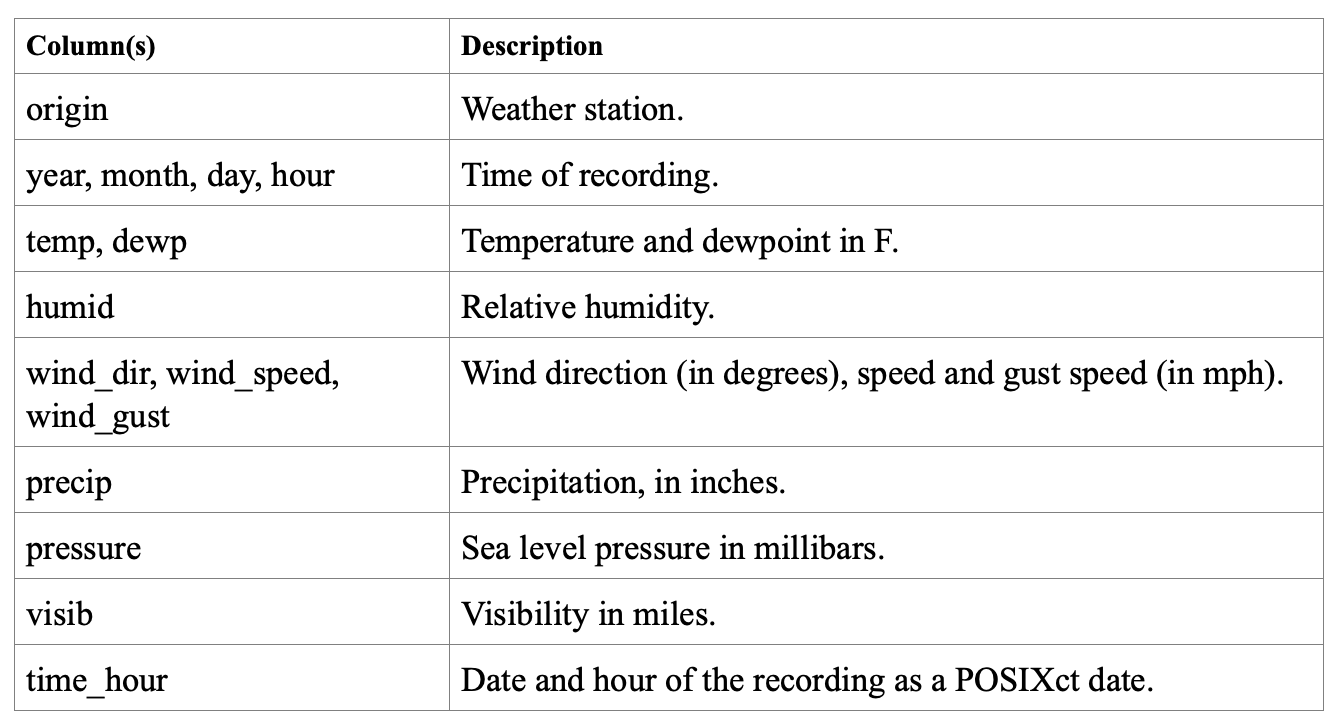 Column(s) Description
origin Weather station.
year, month, day, hour Time of recording.
temp, dewp Temperature and dewpoint in F.
humid Relative humidity.
wind_dir, wind_speed, Wind direction (in degrees), speed and gust speed (in mph).
wind_gust
precip Precipitation, in inches.
pressure Sea level pressure in millibars.
visib Visibility in miles.
time_hour Date and hour of the recording as a POSIXct date.